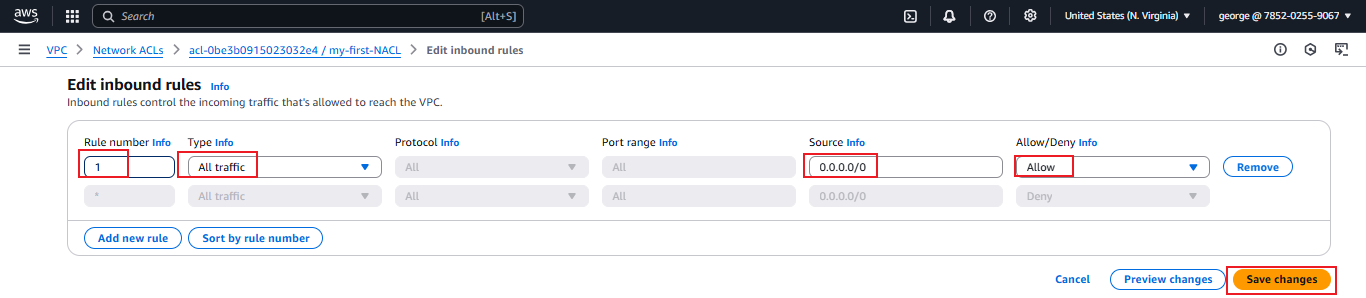 aws Search [Alt+S] United States (N. Virginia) ▼ george @ 7852-0255-9067 ▼
VPC > Network ACLs > acl-0be3b0915023032e4 / my-first-NACL > Edit inbound rules
Edit inbound rules Info
Inbound rules control the incoming traffic that's allowed to reach the VPC.
Rule number Info Type Info Protocol Info Port range Info Source Info Allow/Deny Info
1 All traffic All All 0.0.0.0/0 Allow Remove
* All traffic All All 0.0.0.0/0 Deny
Add new rule Sort by rule number
Cancel Preview changes Save changes